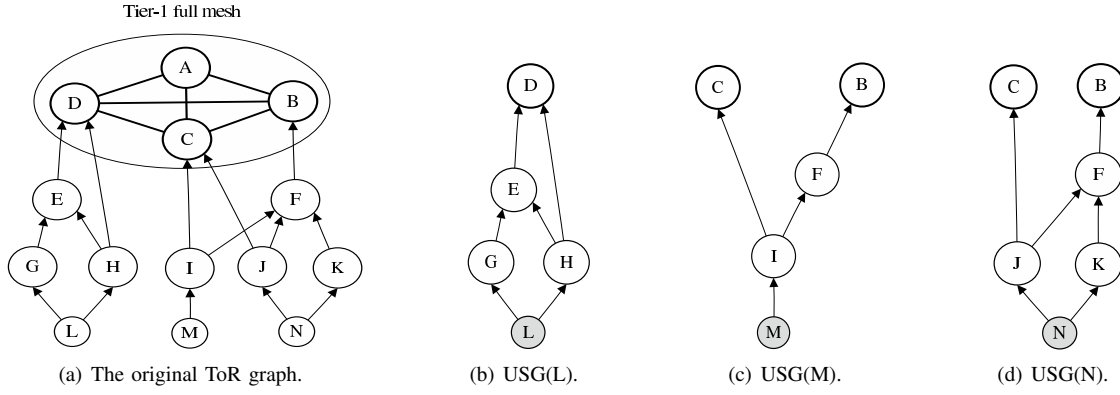 Tier-1 full mesh
A
D
B
C
E
F
G
H
I
J
K
L
M
N
(a) The original ToR graph.
D
E
G
H
L
(b) USG(L).
C
B
F
I
M
(c) USG(M).
C
B
F
J
K
N
(d) USG(N).